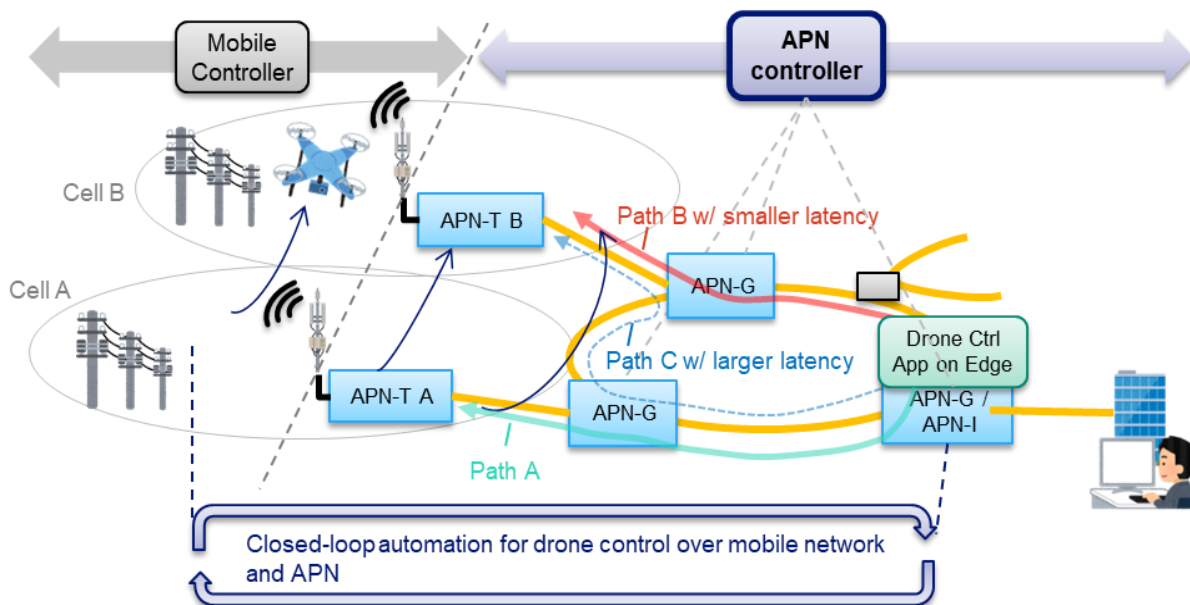 Mobile
Controller
APN
controller
Cell B
APN-T B
Path B w/ smaller latency
APN-G
Cell A
Drone Ctrl
App on Edge
Path C w/ larger latency
APN-T A
APN-G
APN-G /
APN-I
Path A
Closed-loop automation for drone control over mobile network
and APN